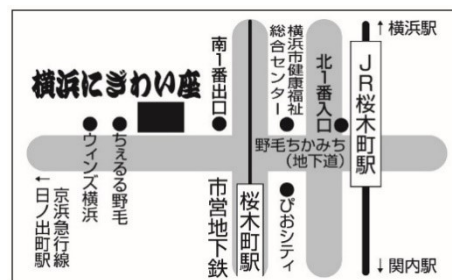 横浜にぎわい座
南1番出口
横浜市健康福祉
総合センター
北1番入口
↑横浜駅
JR桜木町駅
↓関内駅
野毛ちかみち
(地下道)
ぴおシティ
桜木町駅
市営地下鉄
ちぇるる野毛
ウィンズ横浜
←京浜急行線
日ノ出町駅